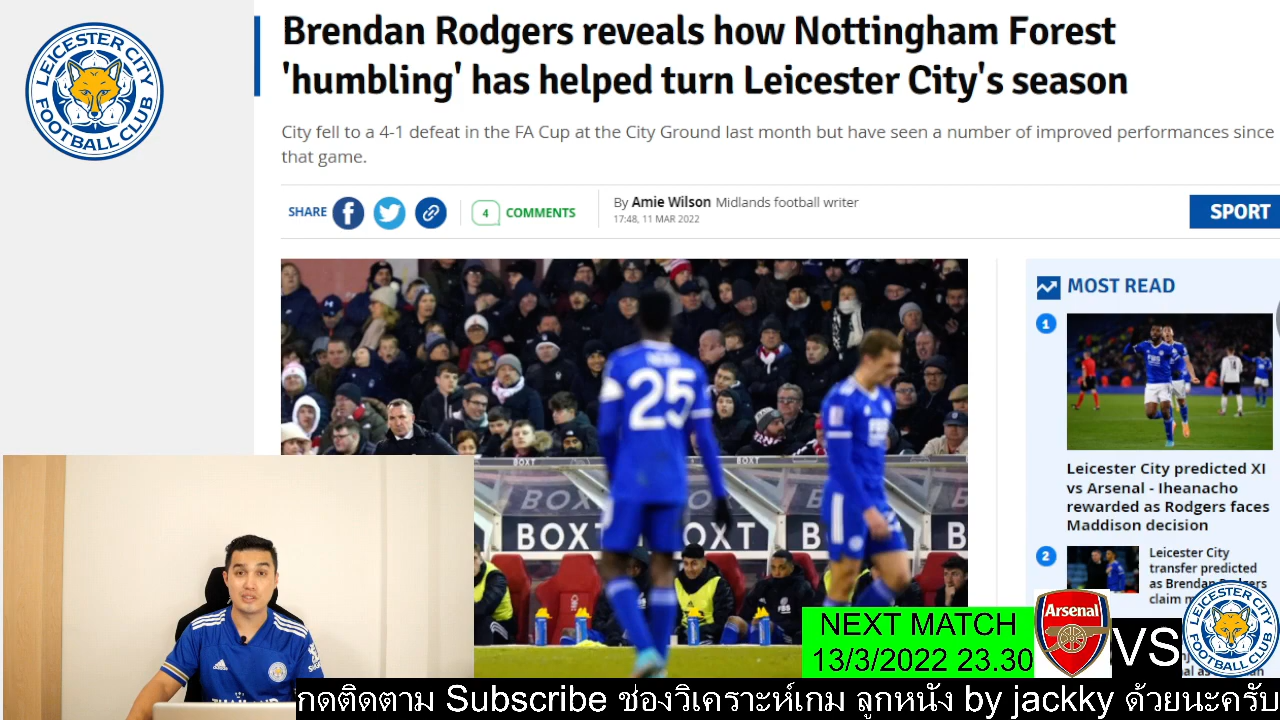 LEICESTER CITY
FOOTBALL CLUB
Brendan Rodgers reveals how Nottingham Forest
'humbling' has helped turn Leicester City's season
City fell to a 4-1 defeat in the FA Cup at the City Ground last month but have seen a number of improved performances since
that game.
SHARE
4 COMMENTS
By Amie Wilson Midlands football writer
17:48, 11 MAR 2022
SPORT
MOST READ
1
Leicester City predicted XI
vs Arsenal - Iheanacho
rewarded as Rodgers faces
Maddison decision
2
Leicester City
transfer predicted
as Brendan Rodgers
claim
25
BOXT
BOXT
BOXT
BOXT
BOXT
NEXT MATCH
13/3/2022 23.30
Arsenal
VS
LEICESTER CITY
FOOTBALL CLUB
กดติดตาม Subscribe ช่องวิเคราะห์เกม ลูกหนัง by jackky ด้วยนะครับ